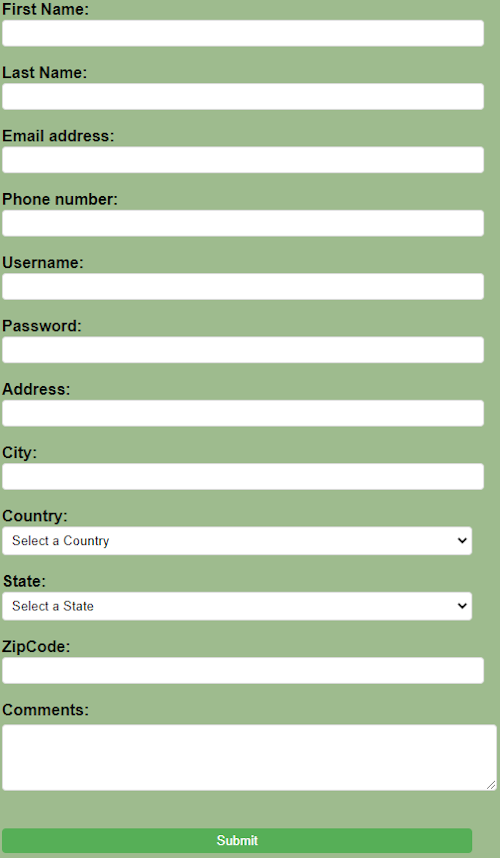 First Name:
Last Name:
Email address:
Phone number:
Username:
Password:
Address:
City:
Country:
Select a Country
State:
Select a State
ZipCode:
Comments:
Submit